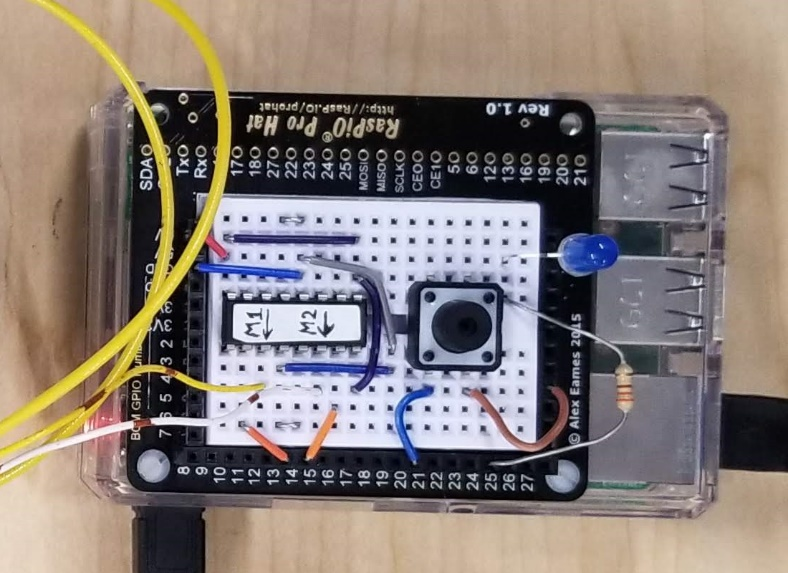 Rev 1.0
RasPiO® Pro Hat
http://RasP.IO/prohat
SDA
Tx
Rx
17
18
27
22
23
24
25
MOSI
MISO
SCLK
CE0
CE1
5
6
12
13
16
19
20
21
M1
M2
GCT
GCT
© Alex Eames 2015
BCM GPIO
2
3
4
5
6
7
8
9
10
11
12
13
14
15
16
17
18
19
20
21
22
23
24
25
26
27